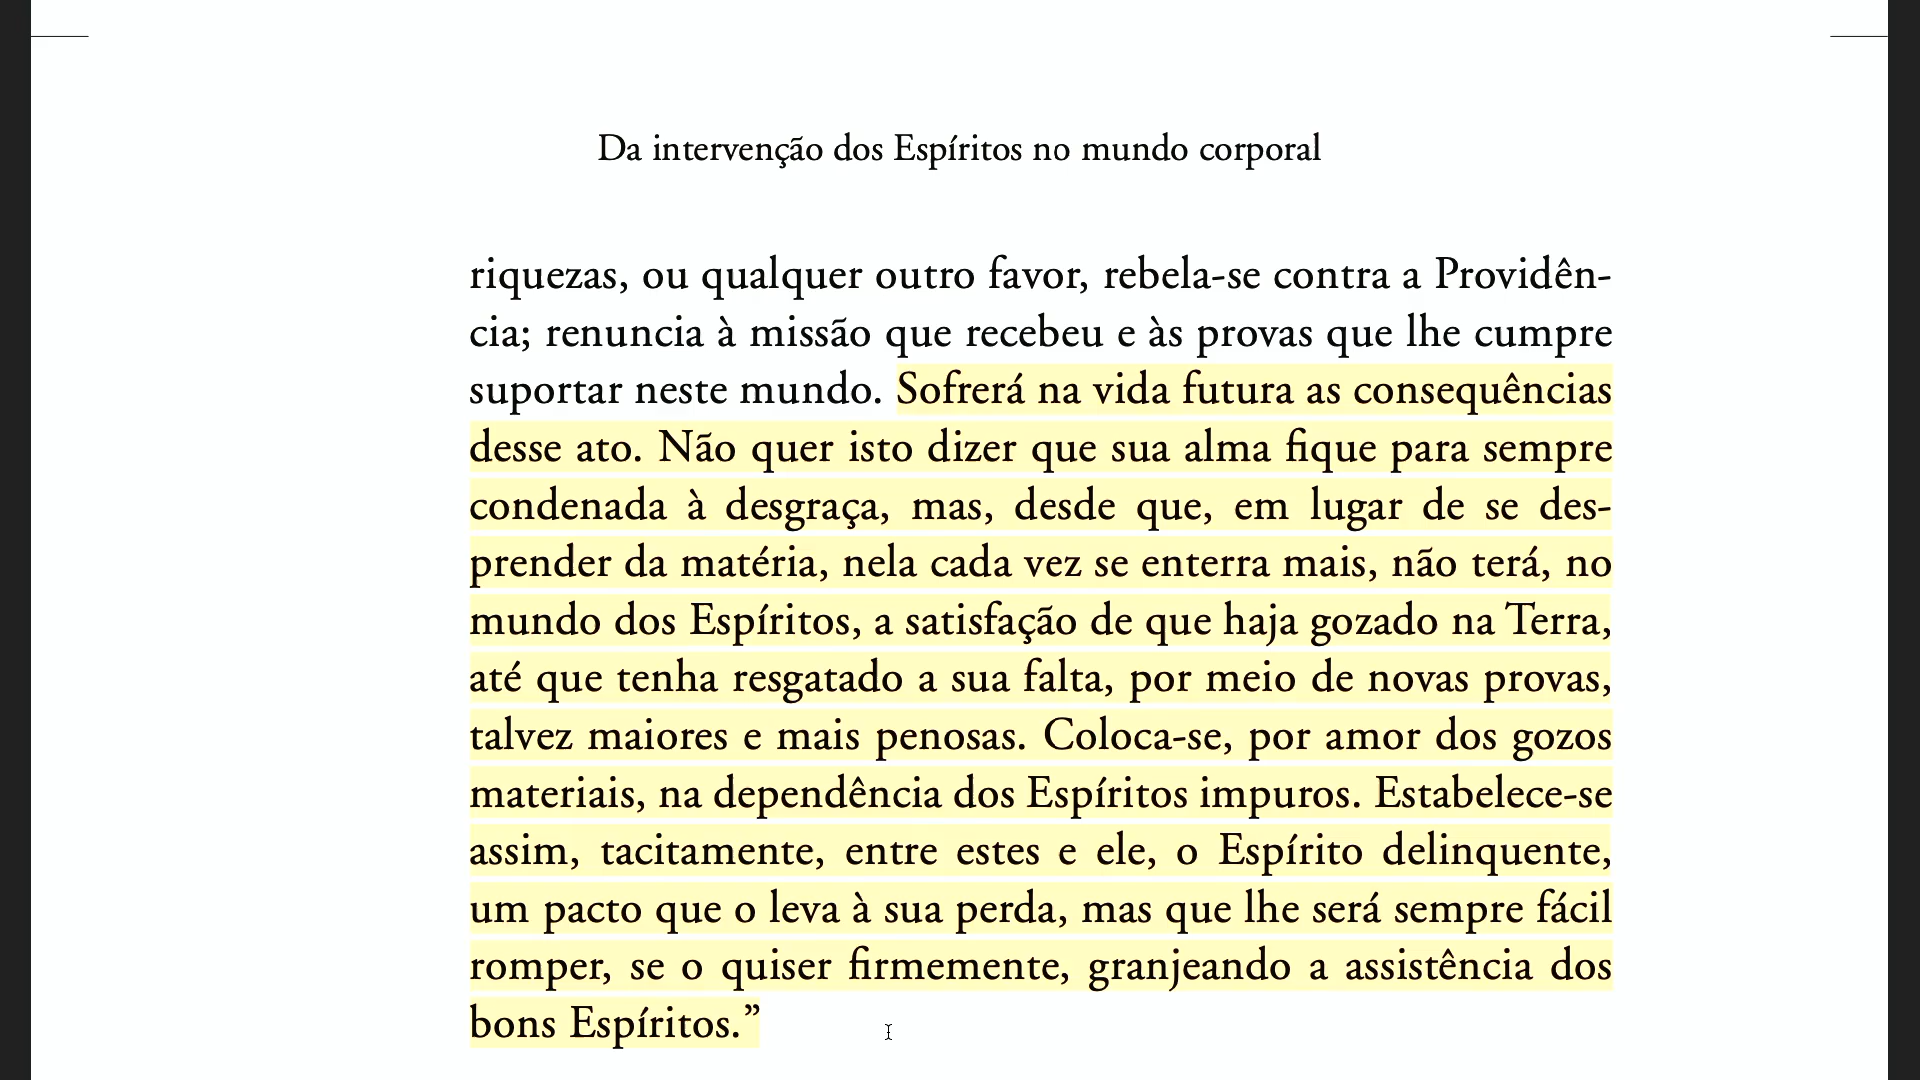 Da intervenção dos Espíritos no mundo corporal
riquezas, ou qualquer outro favor, rebela-se contra a Providên-
cia; renuncia à missão que recebeu e às provas que lhe cumpre
suportar neste mundo. Sofrerá na vida futura as consequências
desse ato. Não quer isto dizer que sua alma fique para sempre
condenada à desgraça, mas, desde que, em lugar de se des-
prender da matéria, nela cada vez se enterra mais, não terá, no
mundo dos Espíritos, a satisfação de que haja gozado na Terra,
até que tenha resgatado a sua falta, por meio de novas provas,
talvez maiores e mais penosas. Coloca-se, por amor dos gozos
materiais, na dependência dos Espíritos impuros. Estabelece-se
assim, tacitamente, entre estes e ele, o Espírito delinquente,
um pacto que o leva à sua perda, mas que lhe será sempre fácil
romper, se o quiser firmemente, granjeando a assistência dos
bons Espíritos.”